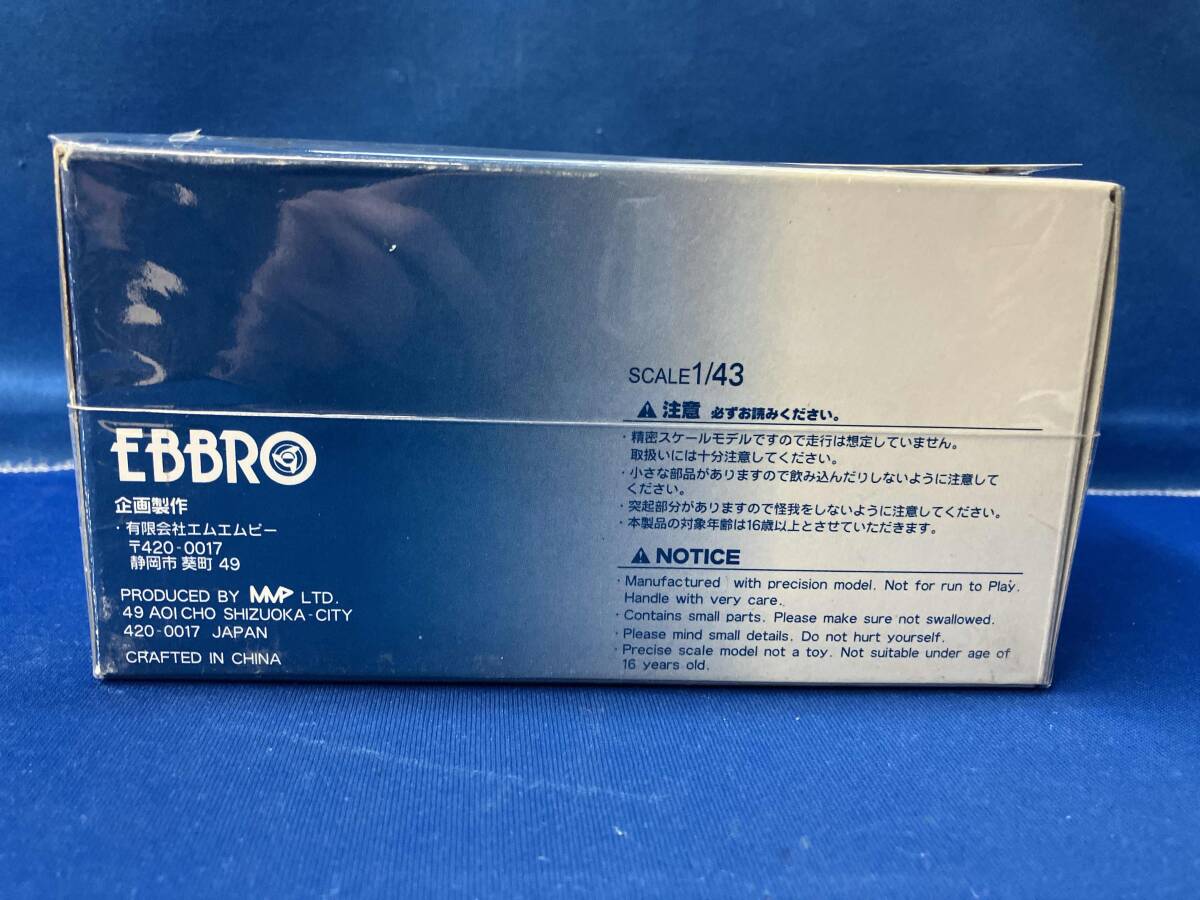 EBBRO
企画製作
・有限会社エムエムピー
〒420-0017
静岡市 葵町 49
PRODUCED BY MMP LTD.
49 AOI CHO SHIZUOKA-CITY
420-0017 JAPAN
CRAFTED IN CHINA
SCALE1/43
注意 必ずお読みください。
・精密スケールモデルですので走行は想定していません。
取扱いには十分注意してください。
・小さな部品がありますので飲み込んだりしないように注意して
ください。
・突起部分がありますので怪我をしないように注意してください。
・本製品の対象年齢は16歳以上とさせていただきます。
NOTICE
・Manufactured with precision model. Not for run to Play.
Handle with very care.
・Contains small parts. Please make sure not swallowed.
・Please mind small details. Do not hurt yourself.
・Precise scale model not a toy. Not suitable under age of
16 years old.